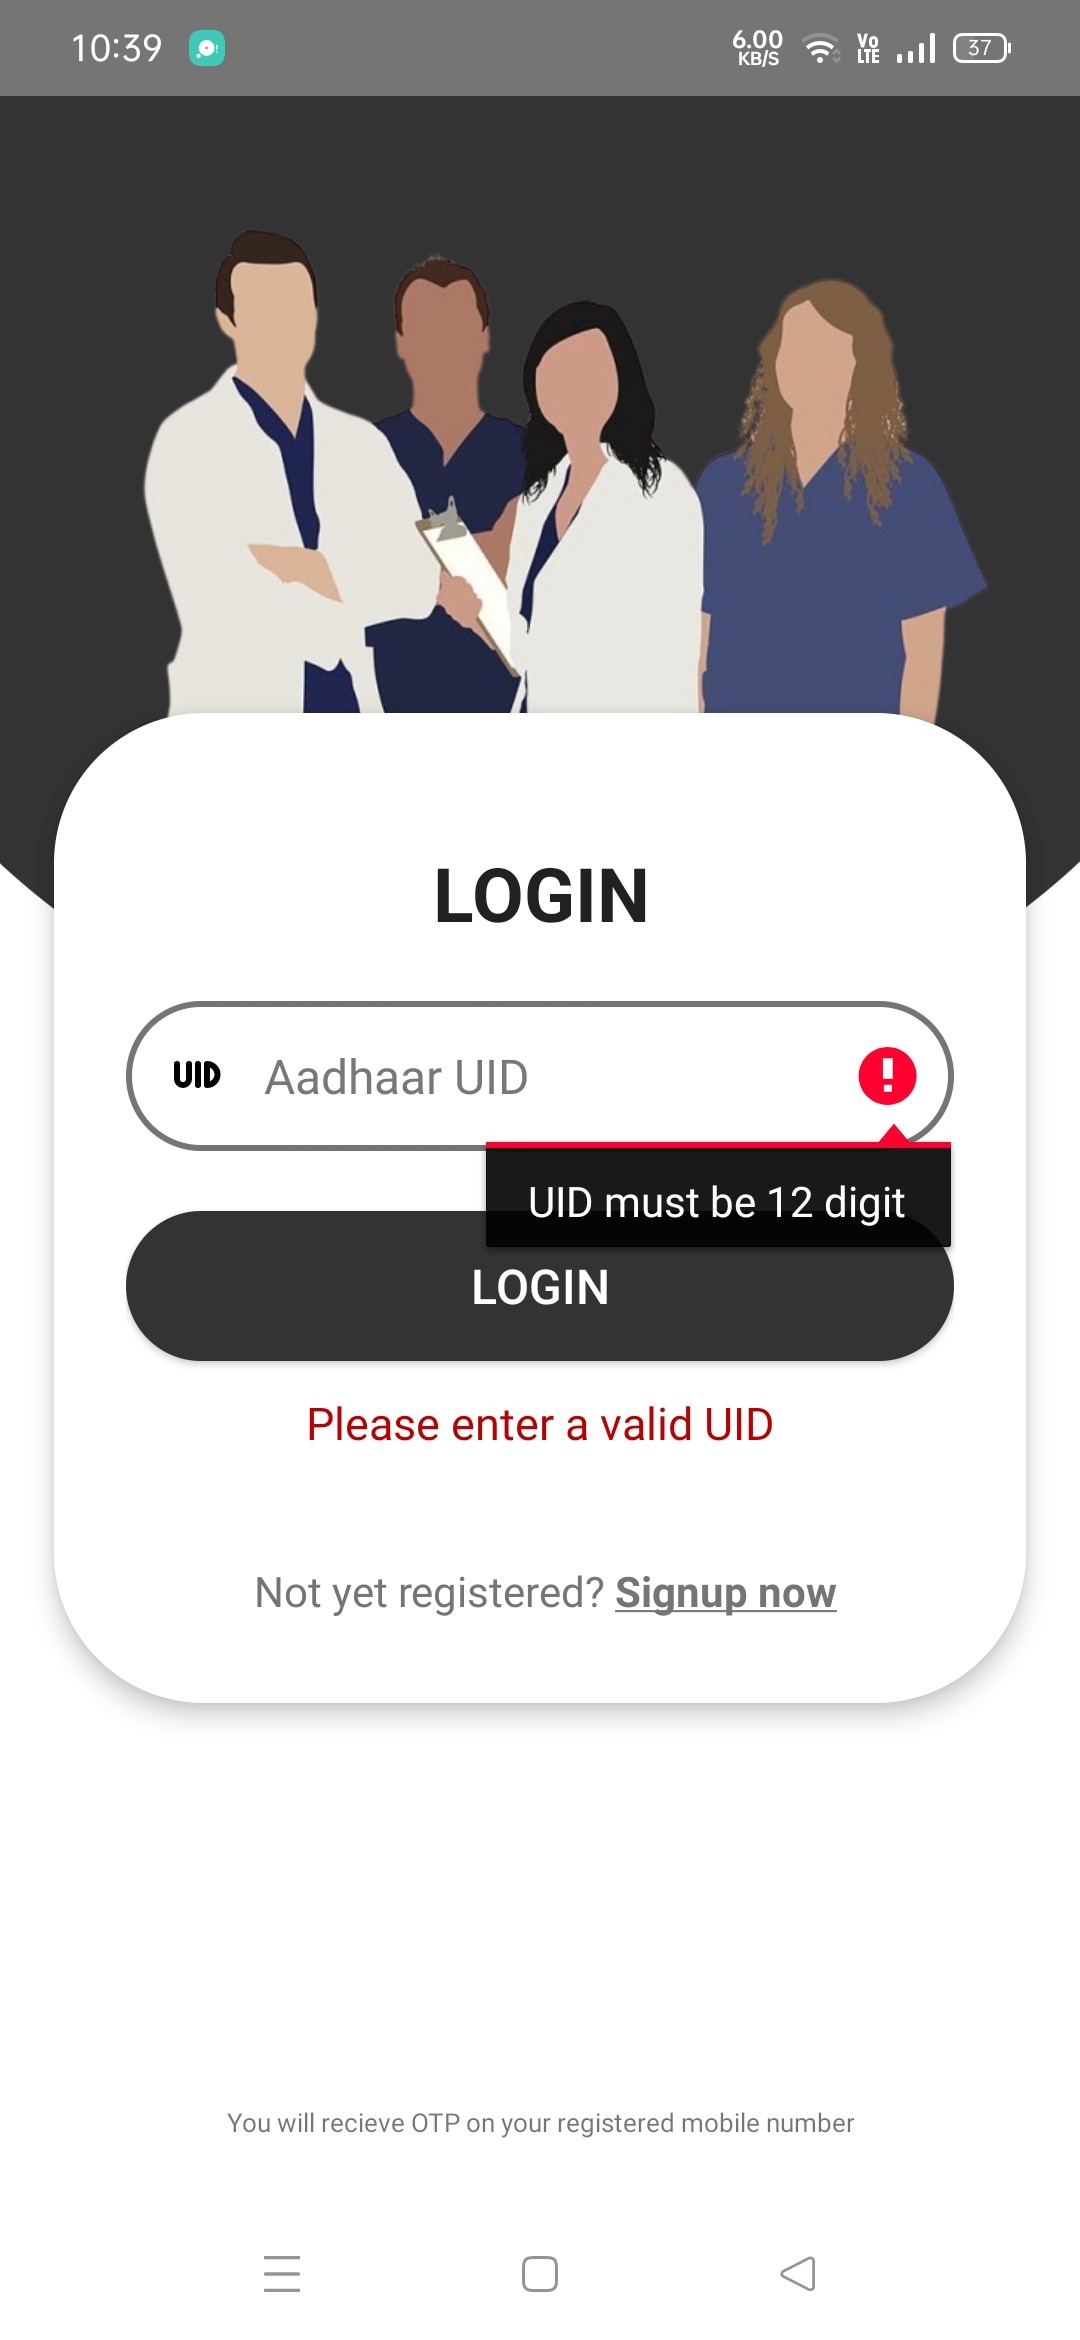 10:39
6.00 KB/S Vo LTE 37
LOGIN
UID Aadhaar UID
UID must be 12 digit
LOGIN
Please enter a valid UID
Not yet registered? Signup now
You will recieve OTP on your registered mobile number